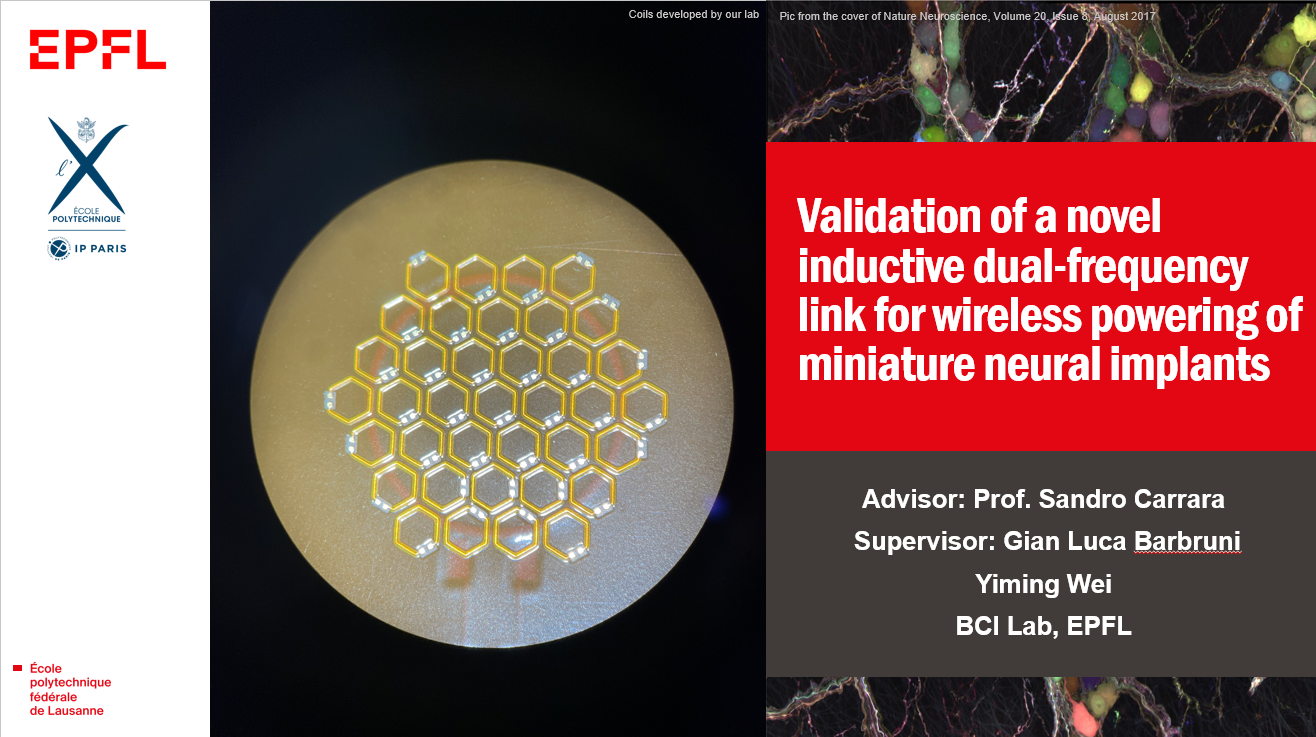 EPFL
l'X
ÉCOLE
POLYTECHNIQUE
IP PARIS
École
polytechnique
fédérale
de Lausanne
Coils developed by our lab
Pic from the cover of Nature Neuroscience, Volume 20, Issue 8, August 2017
Validation of a novel
inductive dual-frequency
link for wireless powering of
miniature neural implants
Advisor: Prof. Sandro Carrara
Supervisor: Gian Luca Barbruni
Yiming Wei
BCI Lab, EPFL